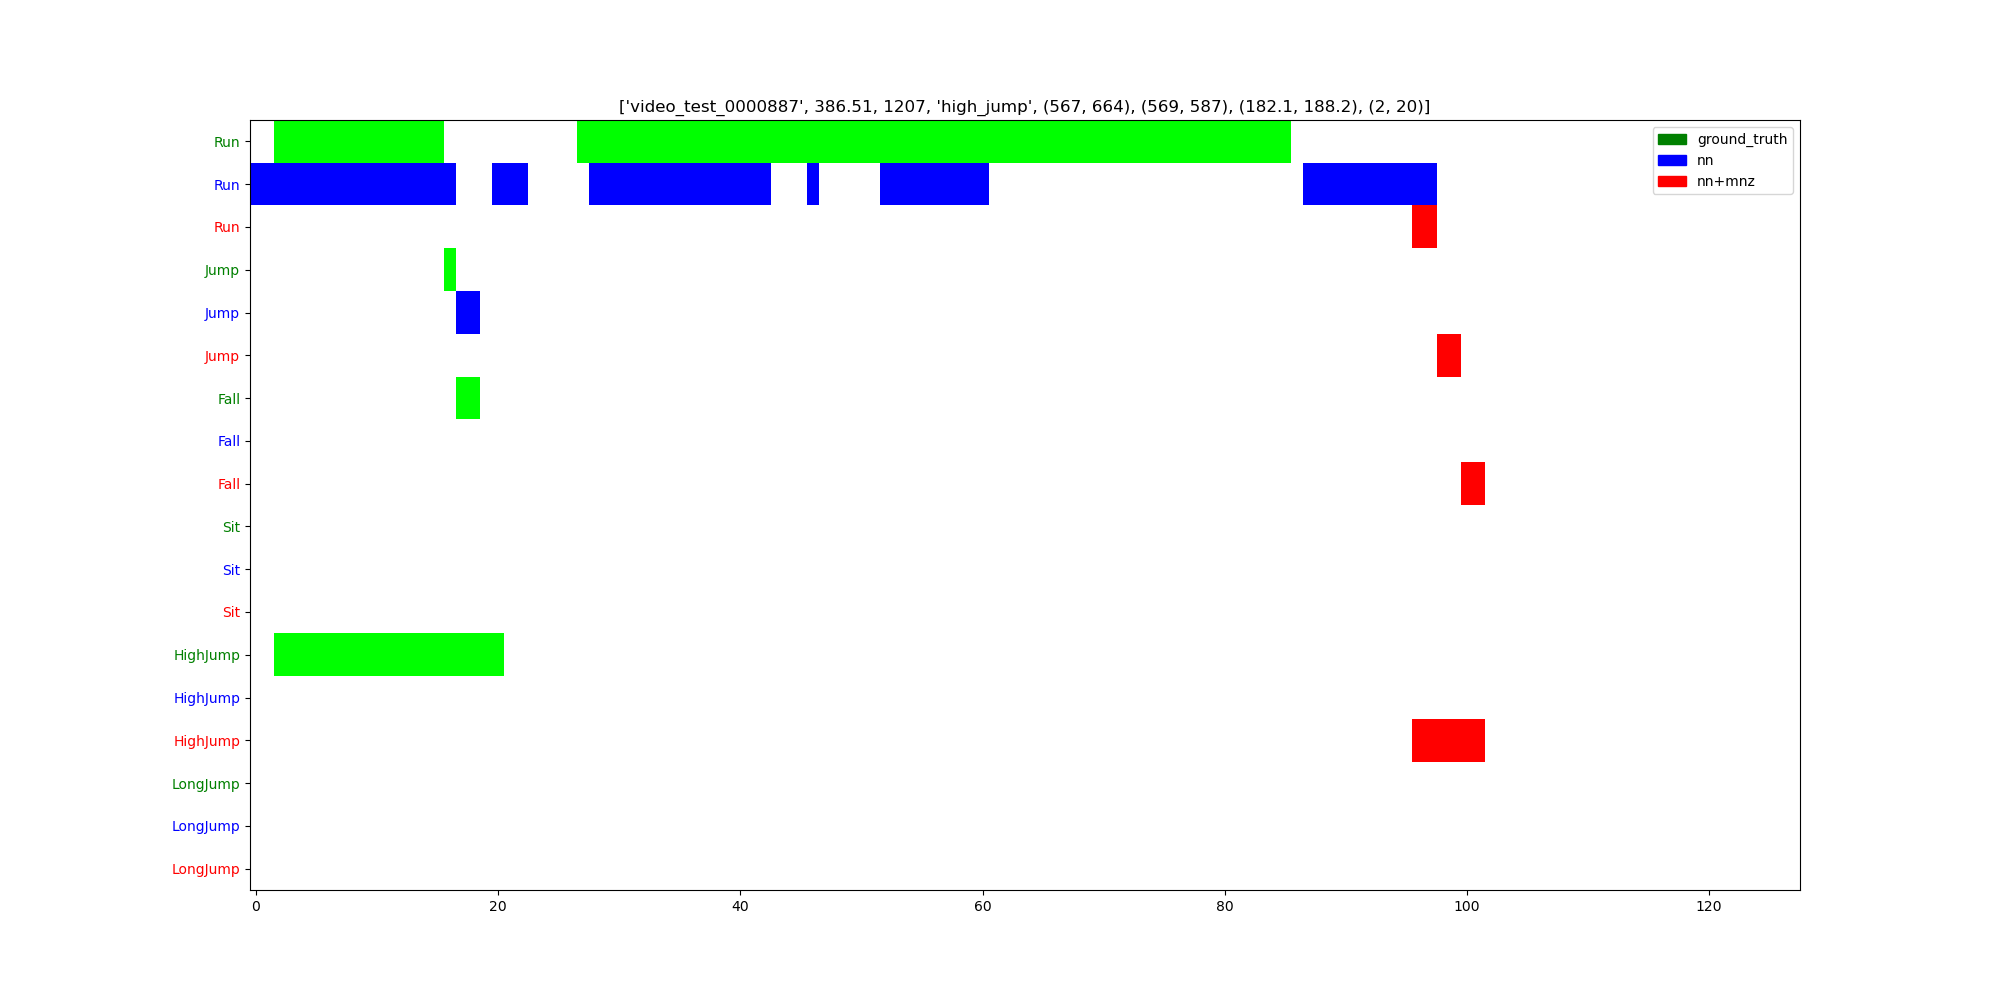 ['video_test_0000887', 386.51, 1207, 'high_jump', (567, 664), (569, 587), (182.1, 188.2), (2, 20)]
Run
Run
Run
Jump
Jump
Jump
Fall
Fall
Fall
Sit
Sit
Sit
HighJump
HighJump
HighJump
LongJump
LongJump
LongJump
ground_truth
nn
nn+mnz
0 20 40 60 80 100 120